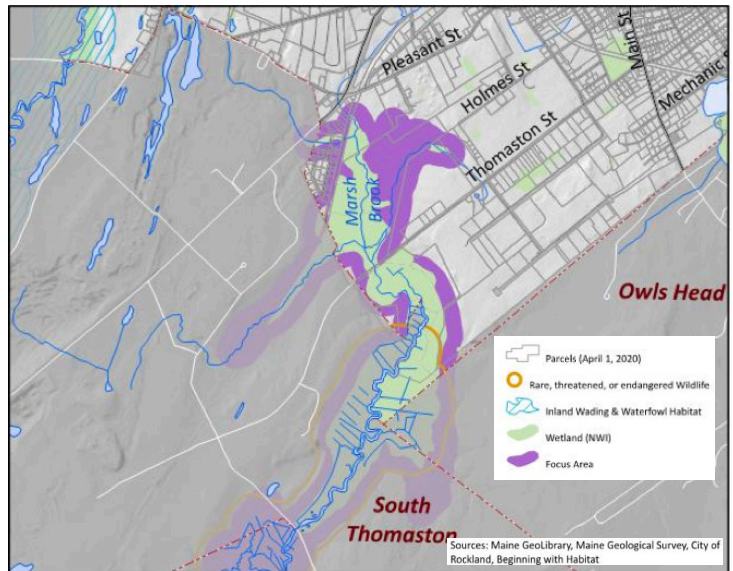 Pleasant St
Holmes St
Thomaston St
Main St
Mechanic
Marsh
Brook
Owls Head
Parcels (April 1, 2020)
Rare, threatened, or endangered Wildlife
Inland Wading & Waterfowl Habitat
Wetland (NWI)
Focus Area
South
Thomaston
Sources: Maine GeoLibrary, Maine Geological Survey, City of
Rockland, Beginning with Habitat